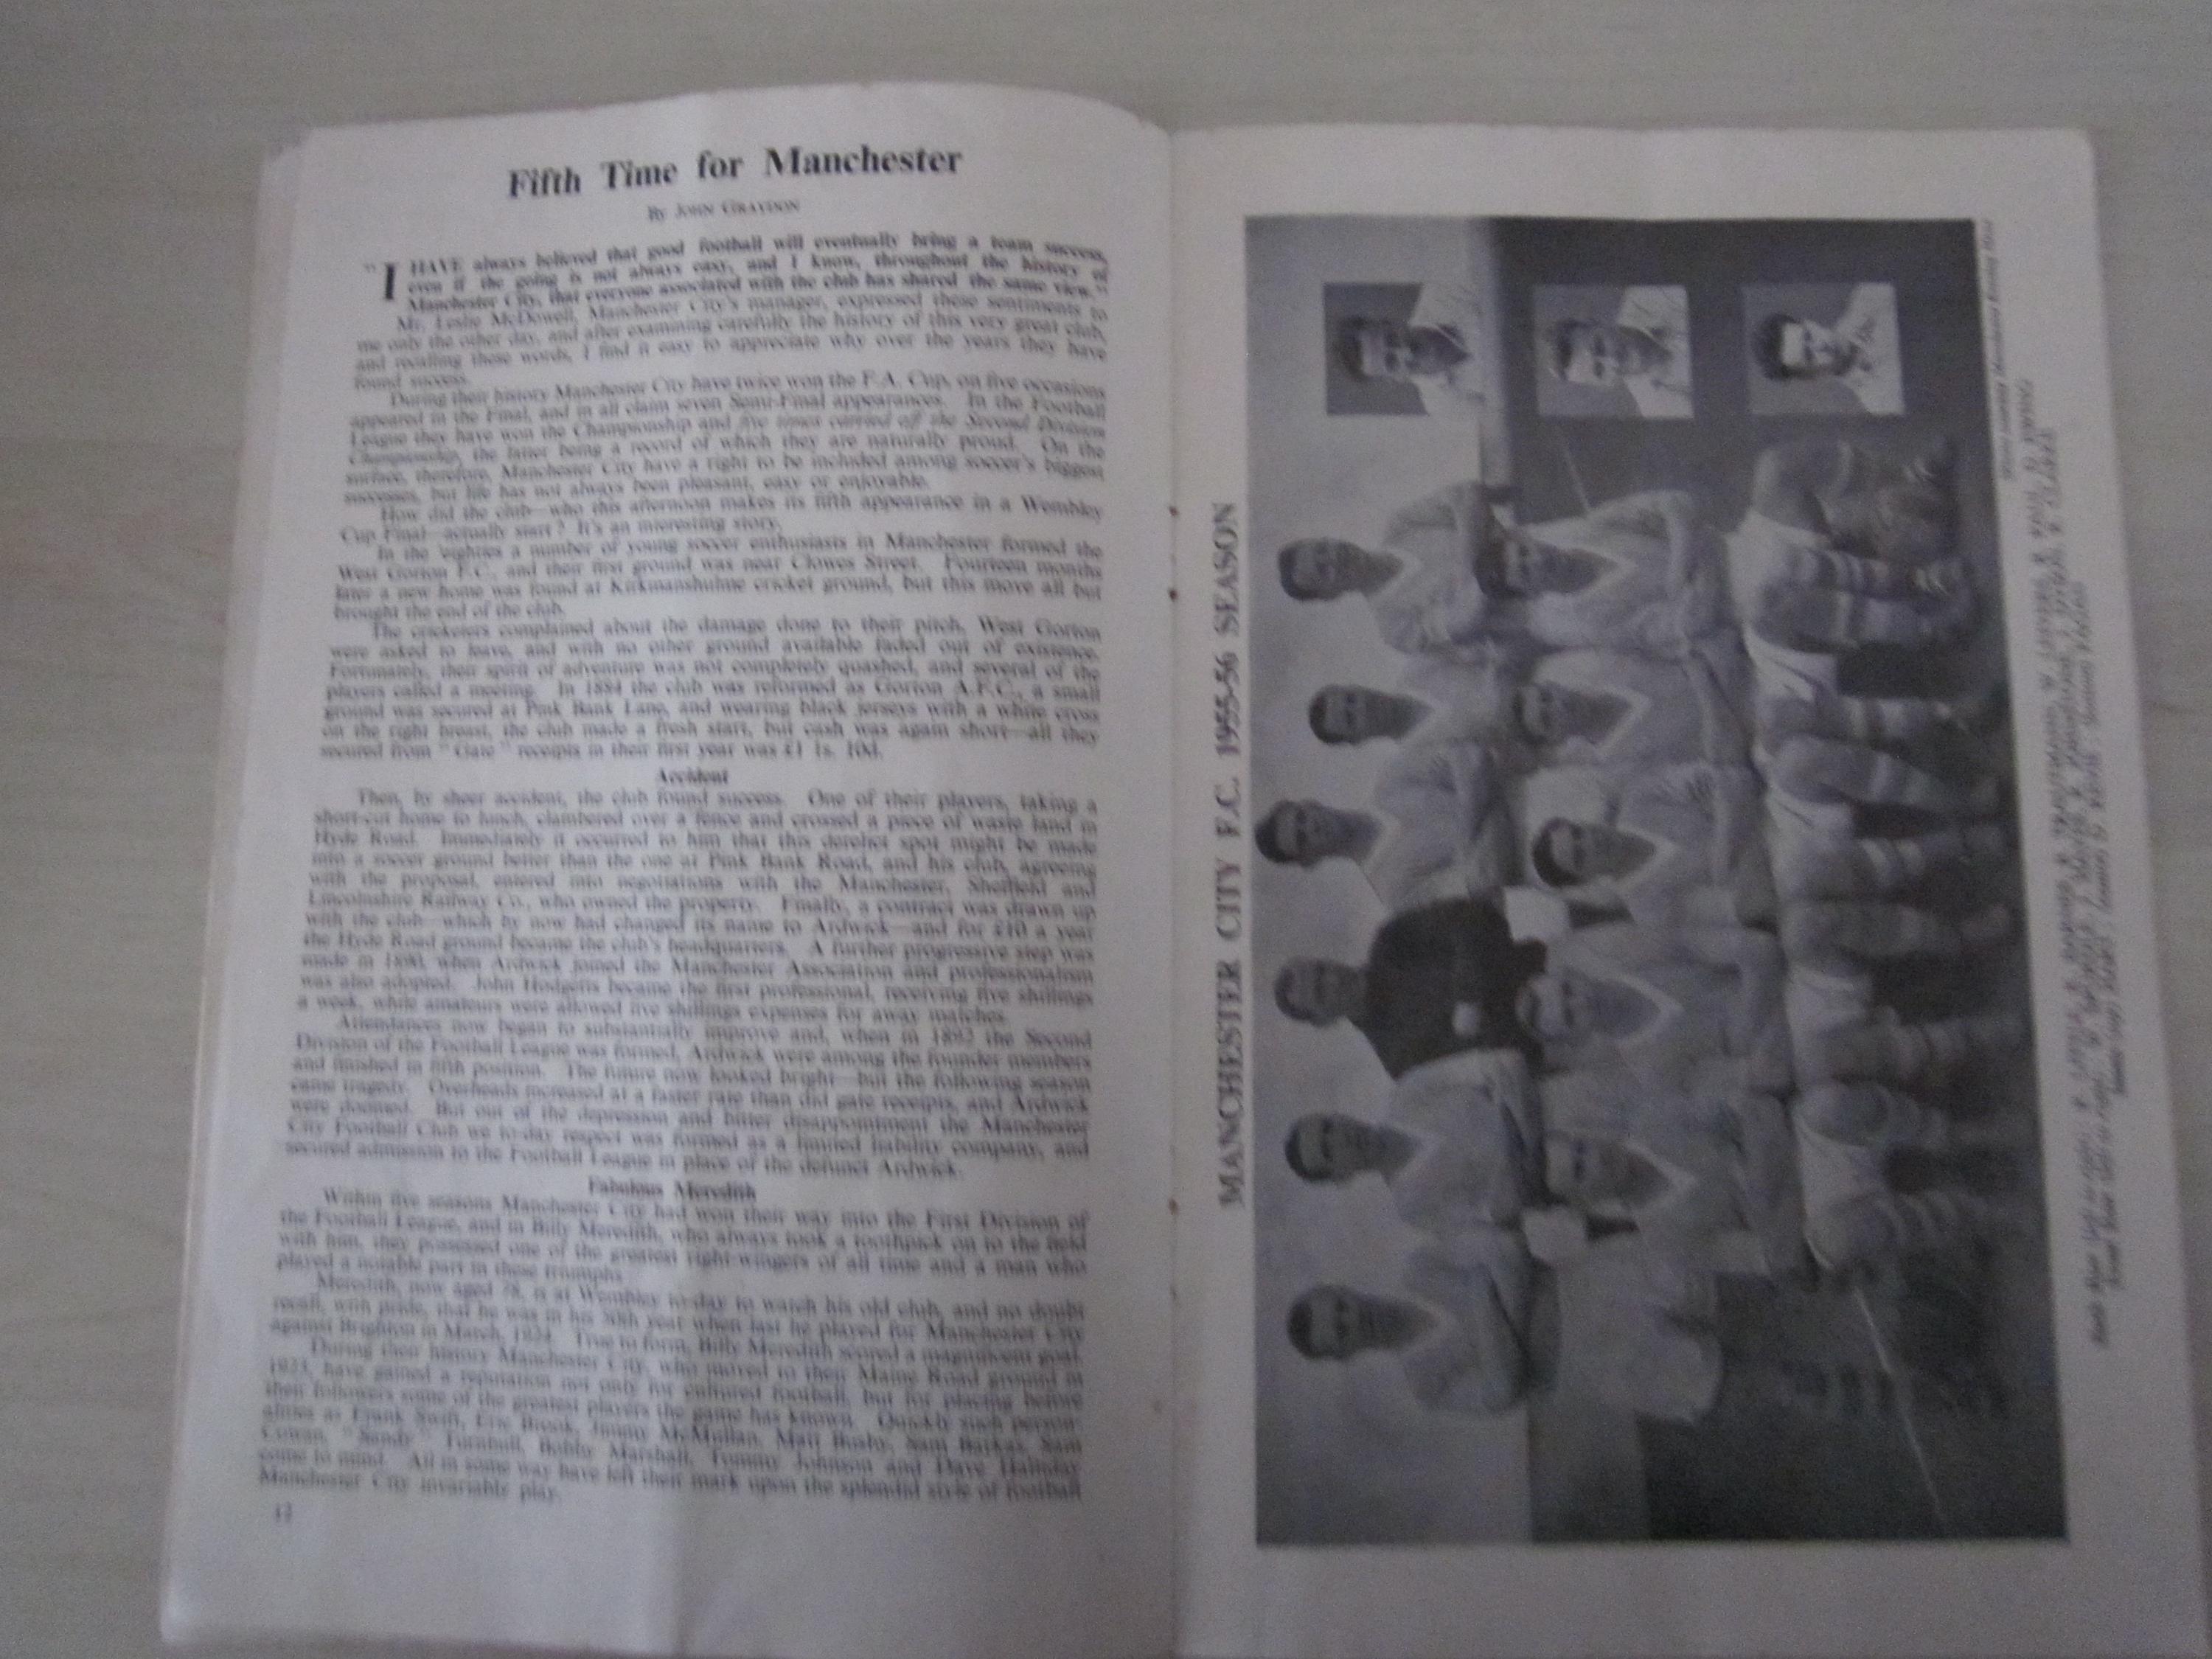 Fifth Time for Manchester
By JOHN GRAYDON
"I HAVE always believed that good football will eventually bring a team success,
even if the going is not always easy, and I know, throughout the history of
Manchester City, that everyone associated with the club has shared the same view."
Mr. Leslie McDowell, Manchester City's manager, expressed these sentiments to
me only the other day, and after examining carefully the history of this very great club,
and recalling these words, I find it easy to appreciate why over the years they have
found success.
During their history Manchester City have twice won the F.A. Cup, on five occasions
appeared in the Final, and in all claim seven Semi-Final appearances. In the Football
League they have won the Championship and five times carried off the Second Division
Championship, the latter being a record of which they are naturally proud. On the
surface, therefore, Manchester City have a right to be included among soccer's biggest
successes, but life has not always been pleasant, easy or enjoyable.
How did the club—who this afternoon makes its fifth appearance in a Wembley
Cup Final—actually start? It's an interesting story.
In the 'eighties a number of young soccer enthusiasts in Manchester formed the
West Gorton F.C., and their first ground was near Clowes Street. Fourteen months
later a new home was found at Kirkmanshulme cricket ground, but this move all but
brought the end of the club.
The cricketers complained about the damage done to their pitch, West Gorton
were asked to leave, and with no other ground available faded out of existence.
Fortunately, their spirit of adventure was not completely quashed, and several of the
players called a meeting. In 1884 the club was reformed as Gorton A.F.C., a small
ground was secured at Pink Bank Lane, and wearing black jerseys with a white cross
on the right breast, the club made a fresh start, but cash was again short—all they
secured from "Gate" receipts in their first year was £1 1s. 10d.
Accident
Then, by sheer accident, the club found success. One of their players, taking a
short-cut home to lunch, clambered over a fence and crossed a piece of waste land in
Hyde Road. Immediately it occurred to him that this derelict spot might be made
into a soccer ground better than the one at Pink Bank Road, and his club, agreeing
with the proposal, entered into negotiations with the Manchester, Sheffield and
Lincolnshire Railway Co., who owned the property. Finally, a contract was drawn up
with the club—which by now had changed its name to Ardwick—and for £10 a year
the Hyde Road ground became the club's headquarters. A further progressive step was
made in 1890, when Ardwick joined the Manchester Association and professionalism
was also adopted. John Hodgetts became the first professional, receiving five shillings
a week, while amateurs were allowed five shillings expenses for away matches.
Attendances now began to substantially improve and, when in 1892 the Second
Division of the Football League was formed, Ardwick were among the founder members
and finished in fifth position. The future now looked bright—but the following season
came tragedy. Overheads increased at a faster rate than did gate receipts, and Ardwick
were doomed. But out of the depression and bitter disappointment the Manchester
City Football Club we to-day respect was formed as a limited liability company, and
secured admission to the Football League in place of the defunct Ardwick.
Fabulous Meredith
Within five seasons Manchester City had won their way into the First Division of
the Football League, and in Billy Meredith, who always took a toothpick on to the field
with him, they possessed one of the greatest right-wingers of all time and a man who
played a notable part in these triumphs.
Meredith, now aged 78, is at Wembley to-day to watch his old club, and no doubt
recall, with pride, that he was in his 50th year when last he played for Manchester City
against Brighton in March, 1924. True to form, Billy Meredith scored a magnificent goal.
During their history Manchester City, who moved to their Maine Road ground in
1923, have gained a reputation not only for cultured football, but for placing before
their followers some of the greatest players the game has known. Quickly such person-
alities as Frank Swift, Eric Brook, Jimmy McMullan, Matt Busby, Sam Barkas, Sam
Cowan, "Sandy" Turnbull, Bobby Marshall, Tommy Johnson and Dave Halliday
come to mind. All in some way have left their mark upon the splendid style of football
Manchester City invariably play.
12
MANCHESTER CITY F.C. 1955-56 SEASON